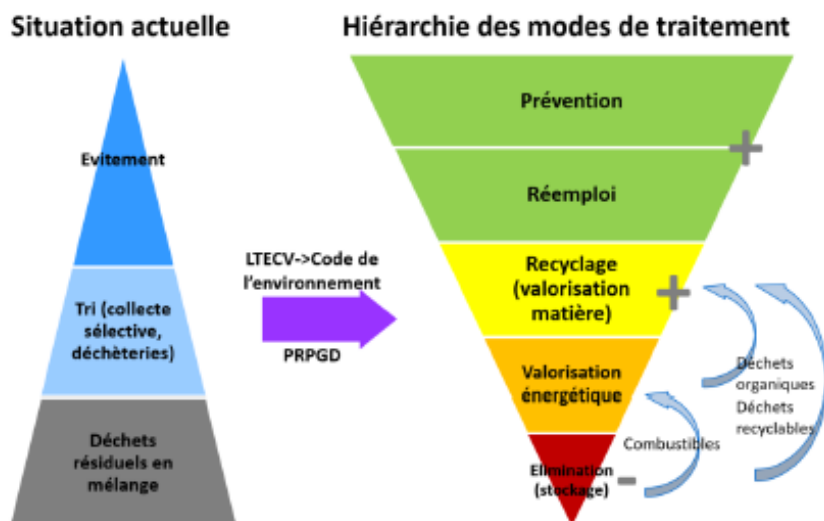 Situation actuelle
Hiérarchie des modes de traitement
Evitement
Tri (collecte
sélective,
déchèteries)
Déchets
résiduels en
mélange
LTECV->Code de
l'environnement
PRPGD
Prévention
+
Réemploi
Recyclage
(valorisation
matière)
+
Valorisation
énergétique
Elimination
(stockage)
-
Combustibles
Déchets
organiques
Déchets
recyclables